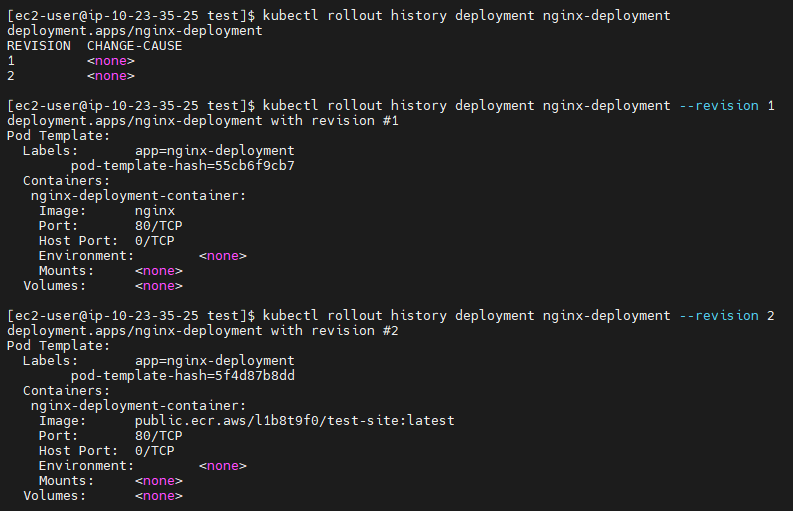 [ec2-user@ip-10-23-35-25 test]$ kubectl rollout history deployment nginx-deployment
deployment.apps/nginx-deployment
REVISION  CHANGE-CAUSE
1         <none>
2         <none>

[ec2-user@ip-10-23-35-25 test]$ kubectl rollout history deployment nginx-deployment --revision 1
deployment.apps/nginx-deployment with revision #1
Pod Template:
  Labels:       app=nginx-deployment
        pod-template-hash=55cb6f9cb7
  Containers:
   nginx-deployment-container:
    Image:      nginx
    Port:       80/TCP
    Host Port:  0/TCP
    Environment:        <none>
    Mounts:     <none>
  Volumes:      <none>

[ec2-user@ip-10-23-35-25 test]$ kubectl rollout history deployment nginx-deployment --revision 2
deployment.apps/nginx-deployment with revision #2
Pod Template:
  Labels:       app=nginx-deployment
        pod-template-hash=5f4d87b8dd
  Containers:
   nginx-deployment-container:
    Image:      public.ecr.aws/l1b8t9f0/test-site:latest
    Port:       80/TCP
    Host Port:  0/TCP
    Environment:        <none>
    Mounts:     <none>
  Volumes:      <none>